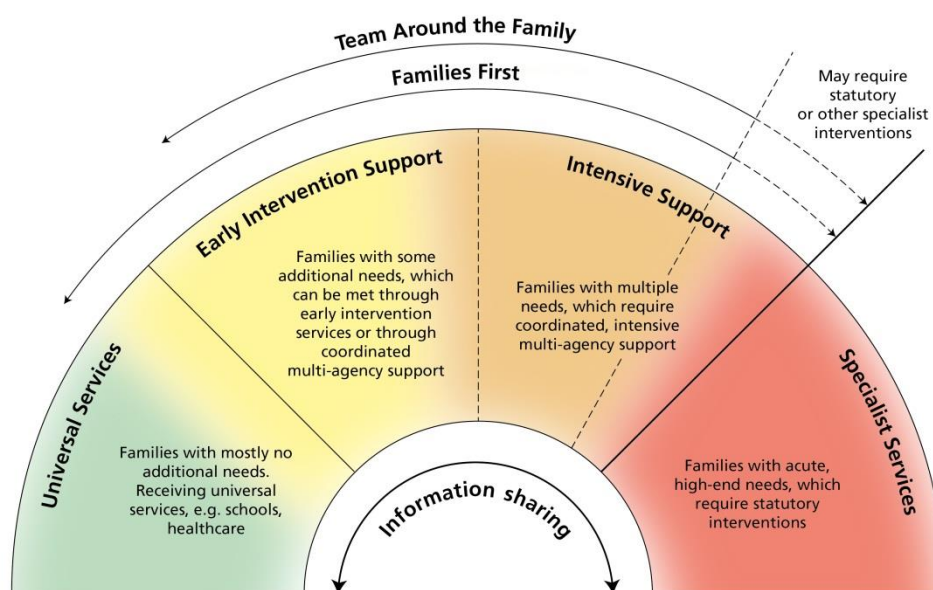 Team Around the Family
Families First
May require
statutory
or other specialist
interventions
Early Intervention Support
Intensive Support
Families with some
additional needs, which
can be met through
early intervention
services or through
coordinated
multi-agency support
Families with multiple
needs, which require
coordinated, intensive
multi-agency support
Universal Services
Specialist Services
Families with mostly no
additional needs.
Receiving universal
services, e.g. schools,
healthcare
Information sharing
Families with acute,
high-end needs, which
require statutory
interventions